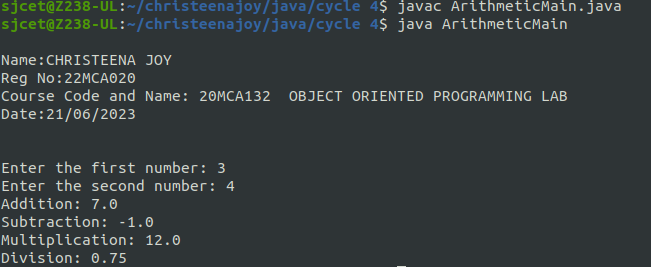 sjcet@Z238-UL:~/christeenajoy/java/cycle 4$ javac ArithmeticMain.java
sjcet@Z238-UL:~/christeenajoy/java/cycle 4$ java ArithmeticMain
Name:CHRISTEENA JOY
Reg No:22MCA020
Course Code and Name: 20MCA132  OBJECT ORIENTED PROGRAMMING LAB
Date:21/06/2023
Enter the first number: 3
Enter the second number: 4
Addition: 7.0
Subtraction: -1.0
Multiplication: 12.0
Division: 0.75